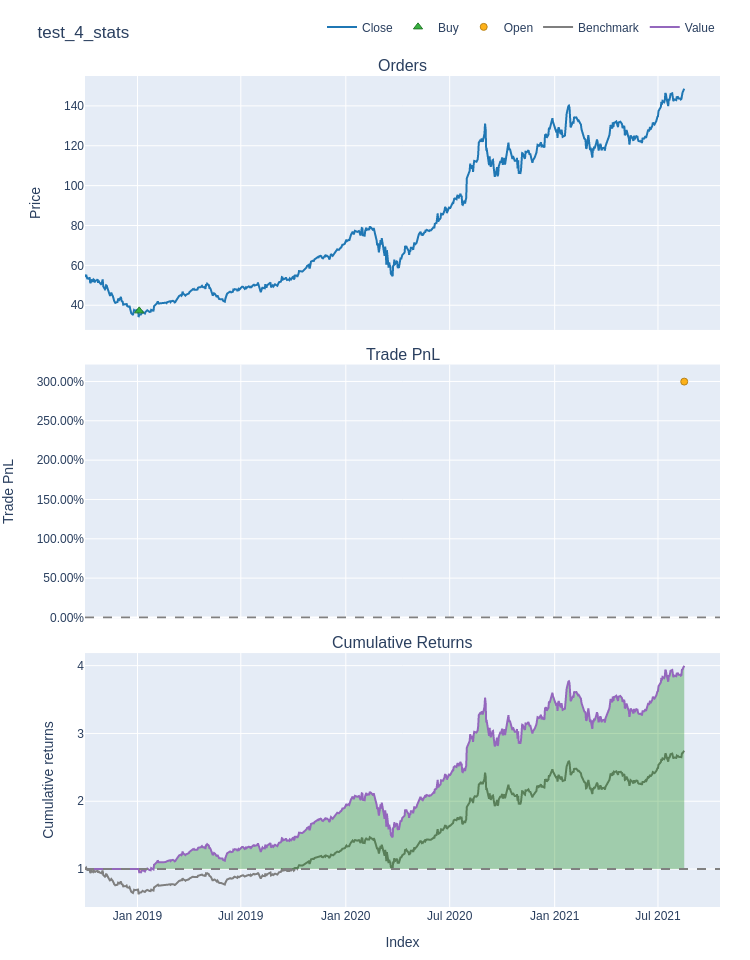 test_4_stats
Close Buy Open Benchmark Value
Orders
140
120
100
80
60
40
Price
Trade PnL
300.00%
250.00%
200.00%
150.00%
100.00%
50.00%
0.00%
Trade PnL
Cumulative Returns
4
3
2
1
Cumulative returns
Jan 2019 Jul 2019 Jan 2020 Jul 2020 Jan 2021 Jul 2021
Index